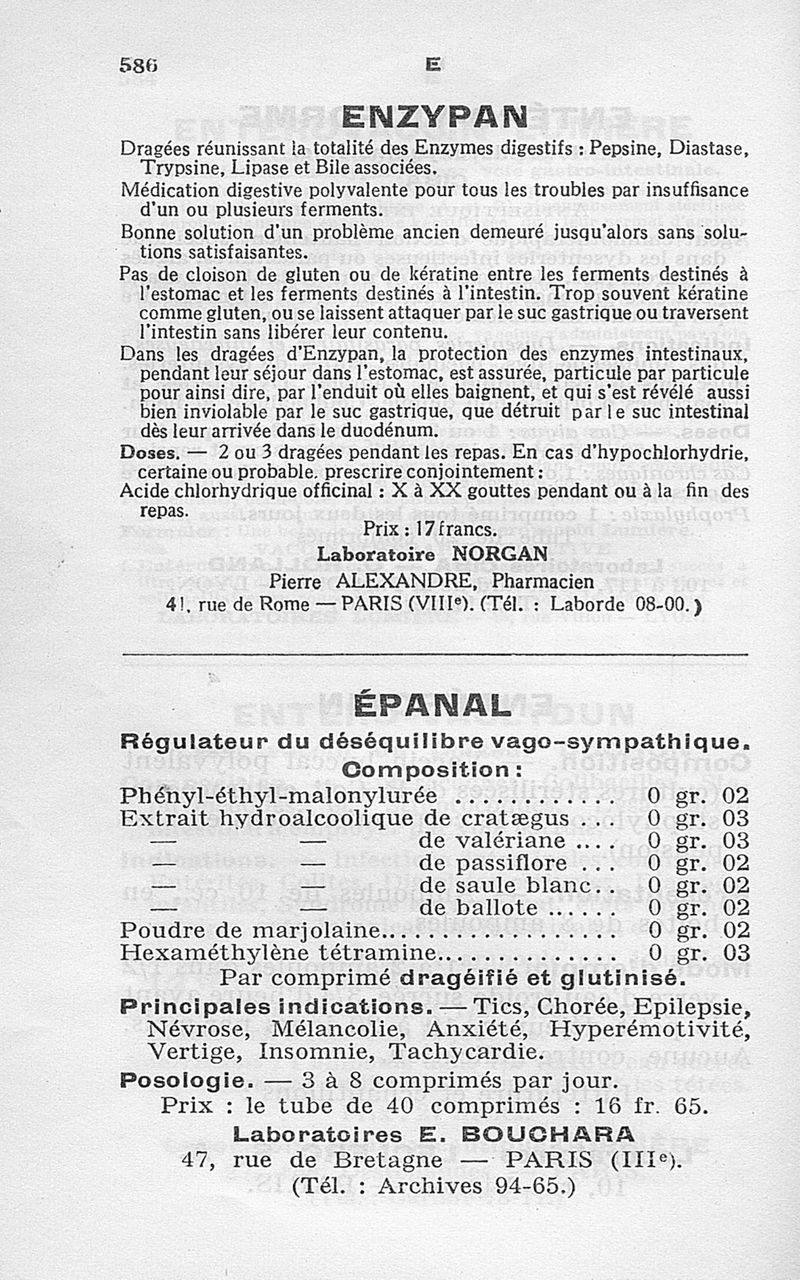 586
E
ENZYPAN
Dragées réunissant la totalité des Enzymes digestifs : Pepsine, Diastase,
Trypsine, Lipase et Bile associées.
Médication digestive polyvalente pour tous les troubles par insuffisance
d'un ou plusieurs ferments.
Bonne solution d'un problème ancien demeuré jusqu'alors sans solu-
tions satisfaisantes.
Pas de cloison de gluten ou de kératine entre les ferments destinés à
l'estomac et les ferments destinés à l'intestin. Trop souvent kératine
comme gluten, ou se laissent attaquer par le suc gastrique ou traversent
l'intestin sans libérer leur contenu.
Dans les dragées d'Enzypan, la protection des enzymes intestinaux,
pendant leur séjour dans l'estomac, est assurée, particule par particule
pour ainsi dire, par l'enduit où elles baignent, et qui s'est révélé aussi
bien inviolable par le suc gastrique, que détruit par le suc intestinal
dès leur arrivée dans le duodénum.
Doses. — 2 ou 3 dragées pendant les repas. En cas d'hypochlorhydrie,
certaine ou probable, prescrire conjointement :
Acide chlorhydrique officinal : X à XX gouttes pendant ou à la fin des
repas.
Prix : 17 francs.
Laboratoire NORGAN
Pierre ALEXANDRE, Pharmacien
41, rue de Rome — PARIS (VIIIe). (Tél. : Laborde 08-00.)
ÉPANAL
Régulateur du déséquilibre vago-sympathique.
Composition :
Phényl-éthyl-malonylurée ............ 0 gr. 02
Extrait hydroalcoolique de cratægus .... 0 gr. 03
— — de valériane .... 0 gr. 03
— — de passiflore ... 0 gr. 02
— — de saule blanc.. 0 gr. 02
— — de ballote ...... 0 gr. 02
Poudre de marjolaine.................. 0 gr. 02
Hexaméthylène tétramine.............. 0 gr. 03
Par comprimé dragéifié et glutinisé.
Principales indications. — Tics, Chorée, Epilepsie,
Névrose, Mélancolie, Anxiété, Hyperémotivité,
Vertige, Insomnie, Tachycardie.
Posologie. — 3 à 8 comprimés par jour.
Prix : le tube de 40 comprimés : 16 fr. 65.
Laboratoires E. BOUCHARA
47, rue de Bretagne — PARIS (IIIe).
(Tél. : Archives 94-65.)